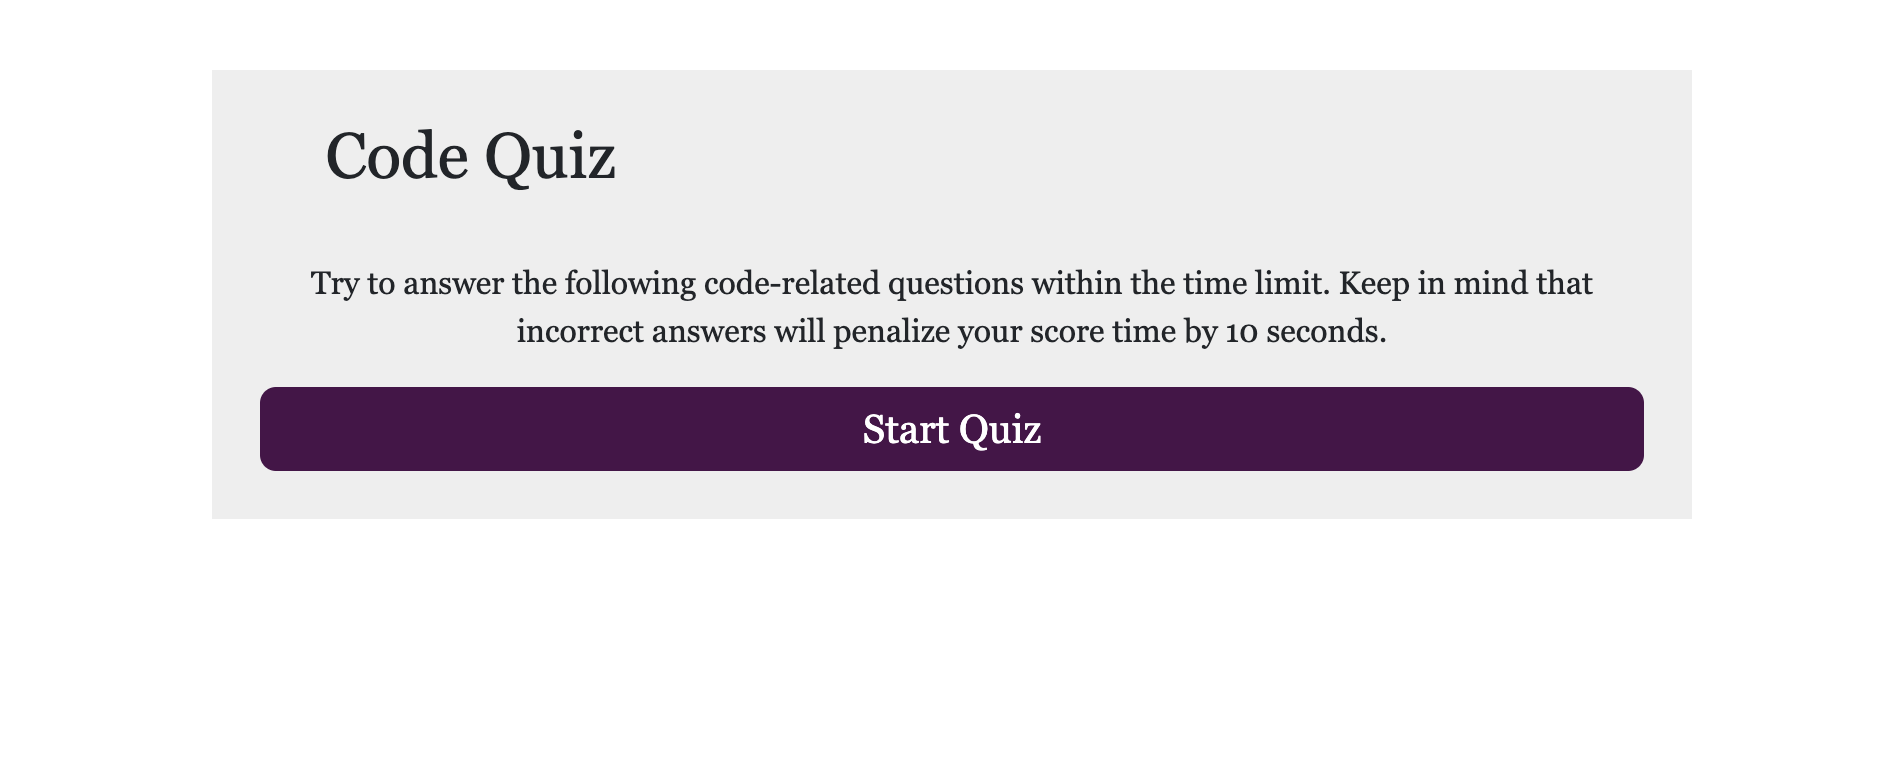 Code Quiz
Try to answer the following code-related questions within the time limit. Keep in mind that
incorrect answers will penalize your score time by 10 seconds.
Start Quiz